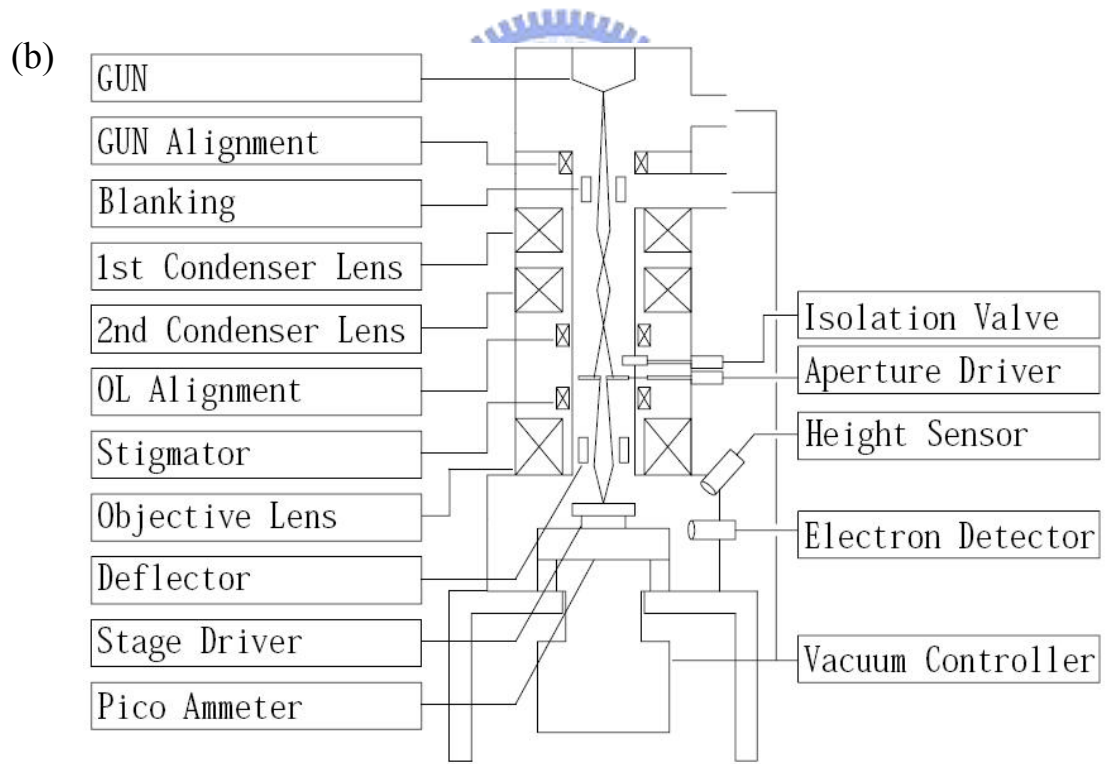 (b)
GUN
GUN Alignment
Blanking
1st Condenser Lens
2nd Condenser Lens
OL Alignment
Stigmator
Objective Lens
Deflector
Stage Driver
Pico Ammeter
Isolation Valve
Aperture Driver
Height Sensor
Electron Detector
Vacuum Controller